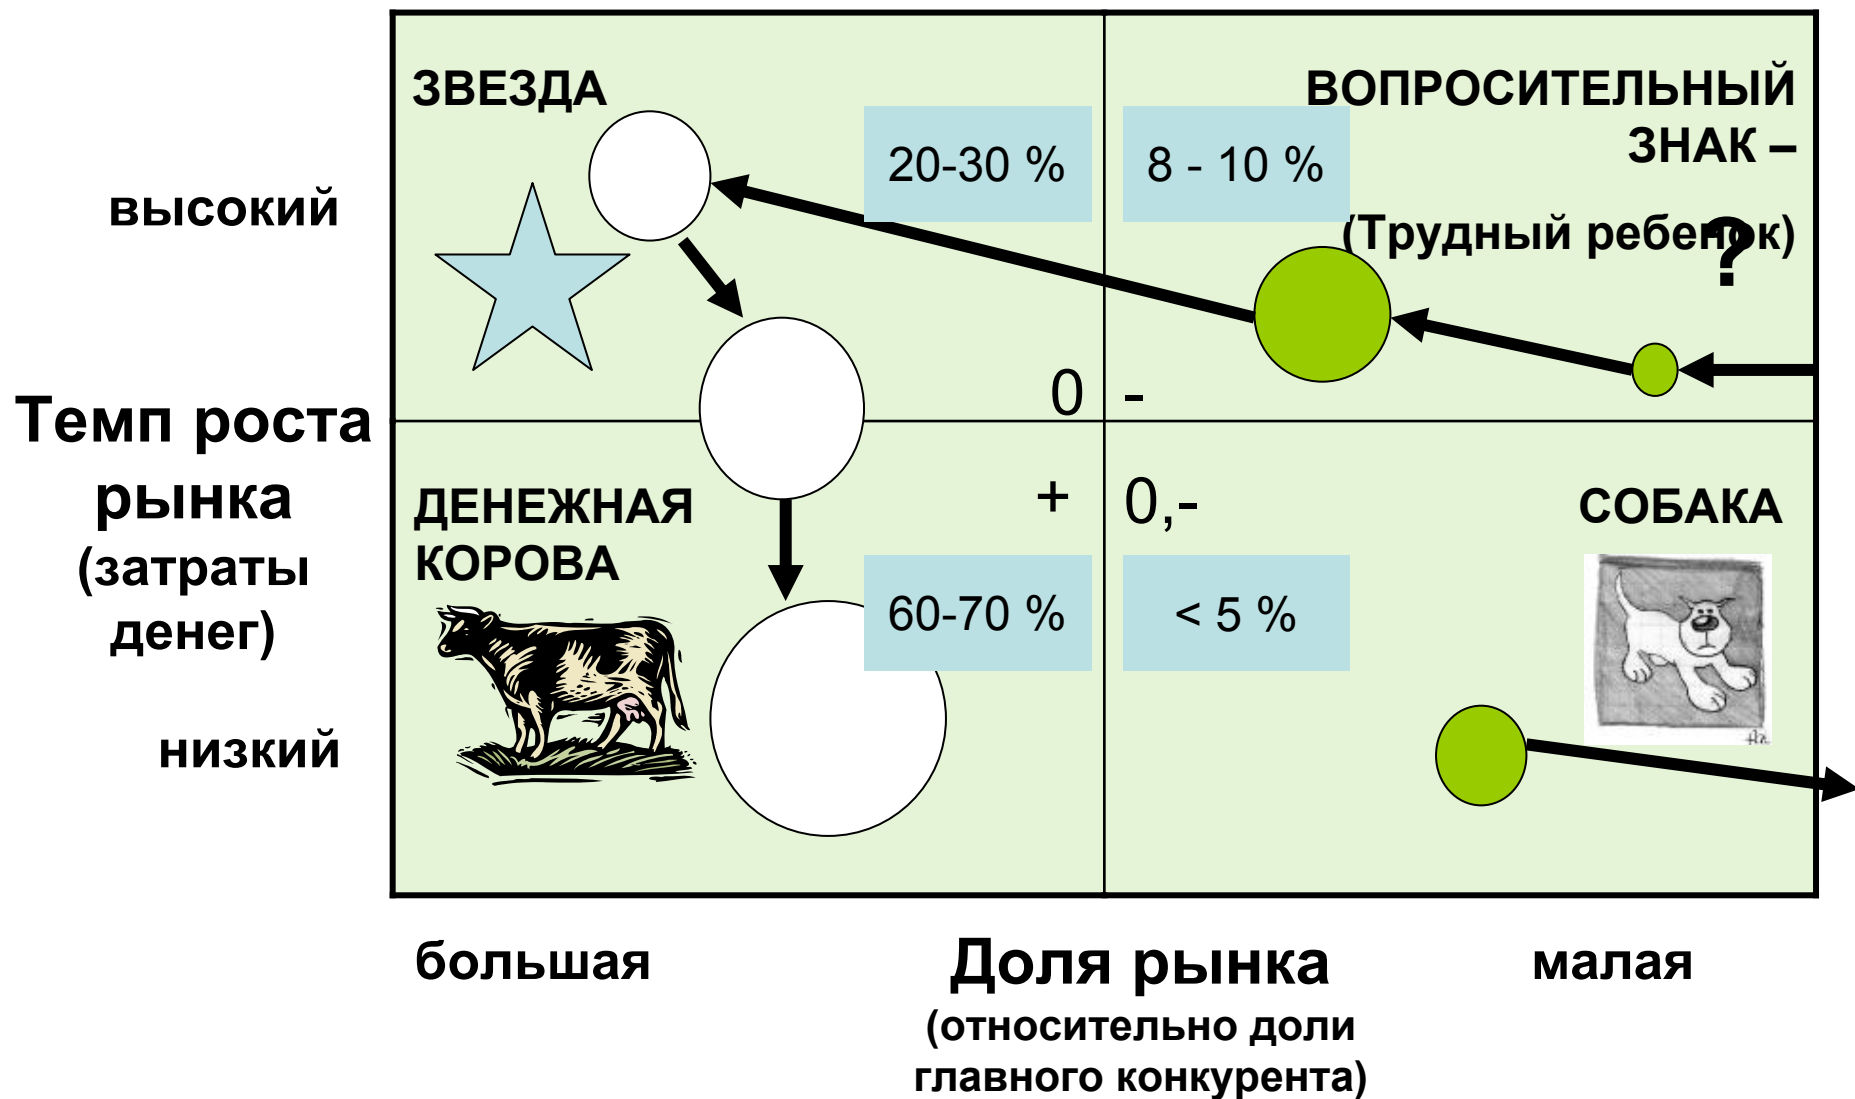 ЗВЕЗДА
20-30 %
8 - 10 %
ВОПРОСИТЕЛЬНЫЙ
ЗНАК –
(Трудный ребенок)
?
высокий
0
-
Темп роста
рынка
(затраты
денег)
ДЕНЕЖНАЯ
КОРОВА
+
0,-
СОБАКА
60-70 %
< 5 %
низкий
большая
Доля рынка
малая
(относительно доли
главного конкурента)